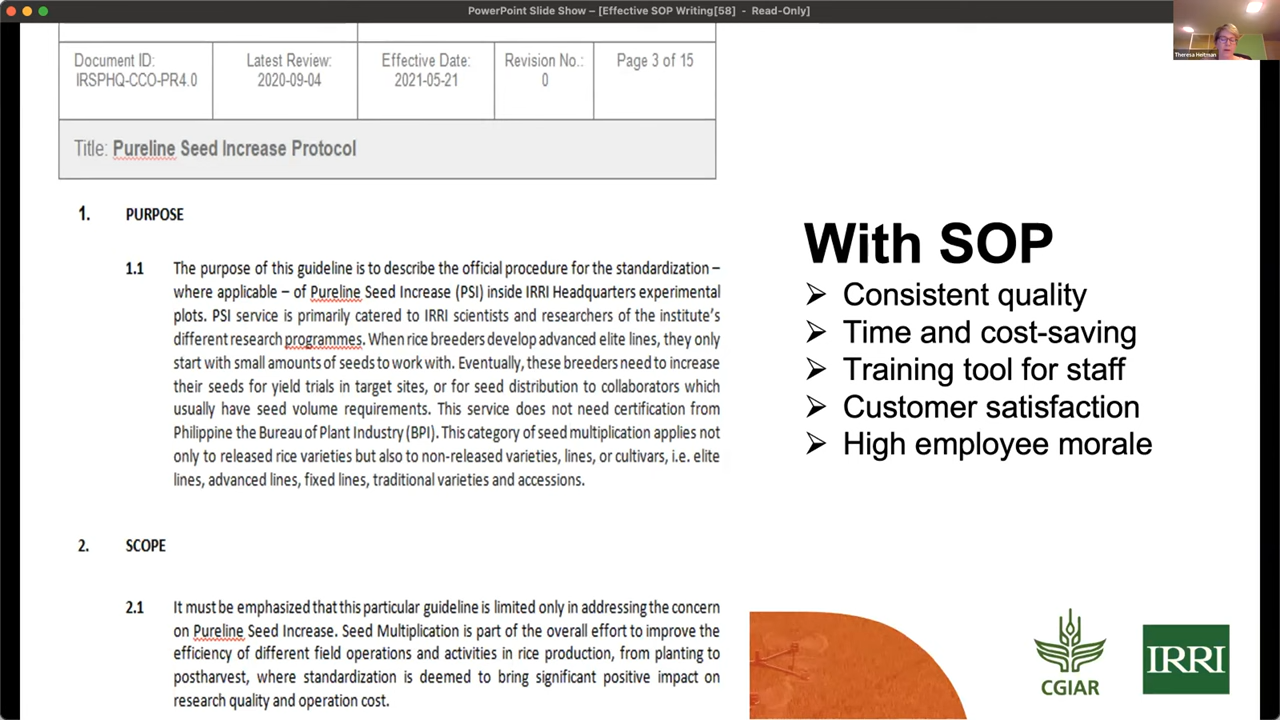 PowerPoint Slide Show – [Effective SOP Writing[58] - Read-Only]
Theresa Heitman
Document ID:
IRSPHQ-CCO-PR4.0
Latest Review:
2020-09-04
Effective Date:
2021-05-21
Revision No.:
0
Page 3 of 15
Title: Pureline Seed Increase Protocol
1. PURPOSE
1.1 The purpose of this guideline is to describe the official procedure for the standardization –
where applicable – of Pureline Seed Increase (PSI) inside IRRI Headquarters experimental
plots. PSI service is primarily catered to IRRI scientists and researchers of the institute's
different research programmes. When rice breeders develop advanced elite lines, they only
start with small amounts of seeds to work with. Eventually, these breeders need to increase
their seeds for yield trials in target sites, or for seed distribution to collaborators which
usually have seed volume requirements. This service does not need certification from
Philippine the Bureau of Plant Industry (BPI). This category of seed multiplication applies not
only to released rice varieties but also to non-released varieties, lines, or cultivars, i.e. elite
lines, advanced lines, fixed lines, traditional varieties and accessions.
2. SCOPE
2.1 It must be emphasized that this particular guideline is limited only in addressing the concern
on Pureline Seed Increase. Seed Multiplication is part of the overall effort to improve the
efficiency of different field operations and activities in rice production, from planting to
postharvest, where standardization is deemed to bring significant positive impact on
research quality and operation cost.
With SOP
➢ Consistent quality
➢ Time and cost-saving
➢ Training tool for staff
➢ Customer satisfaction
➢ High employee morale
CGIAR
IRRI